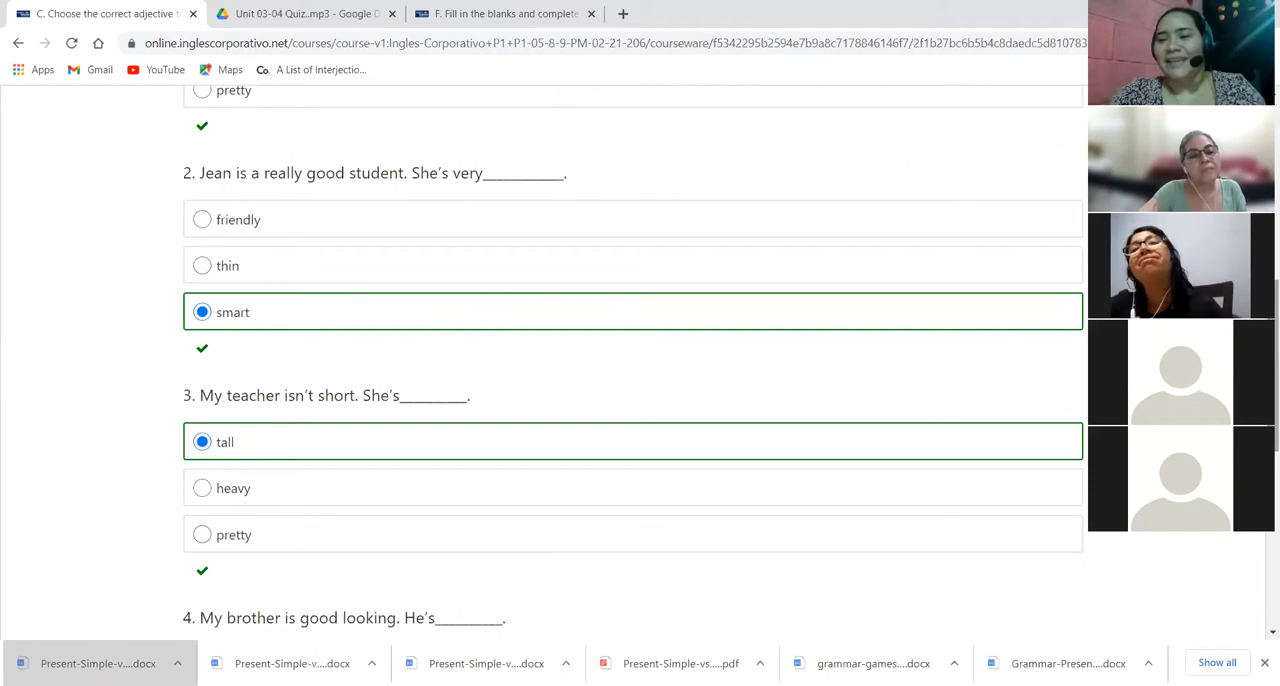 C. Choose the correct adjective t
Unit 03-04 Quiz..mp3 - Google D
F. Fill in the blanks and complete
online.inglescorporativo.net/courses/course-v1:Ingles-Corporativo+P1+P1-05-8-9-PM-02-21-206/courseware/f5342295b2594e7b9a8c7178846146f7/2f1b27bc6b5b4c8daedc5d810783
Apps
Gmail
YouTube
Maps
Co. A List of Interjectio...
pretty
2. Jean is a really good student. She's very___________.
friendly
thin
smart
3. My teacher isn't short. She's_________.
tall
heavy
pretty
4. My brother is good looking. He's_________.
Present-Simple-v....docx
Present-Simple-v....docx
Present-Simple-v....docx
Present-Simple-vs.....pdf
grammar-games....docx
Grammar-Presen....docx
Show all